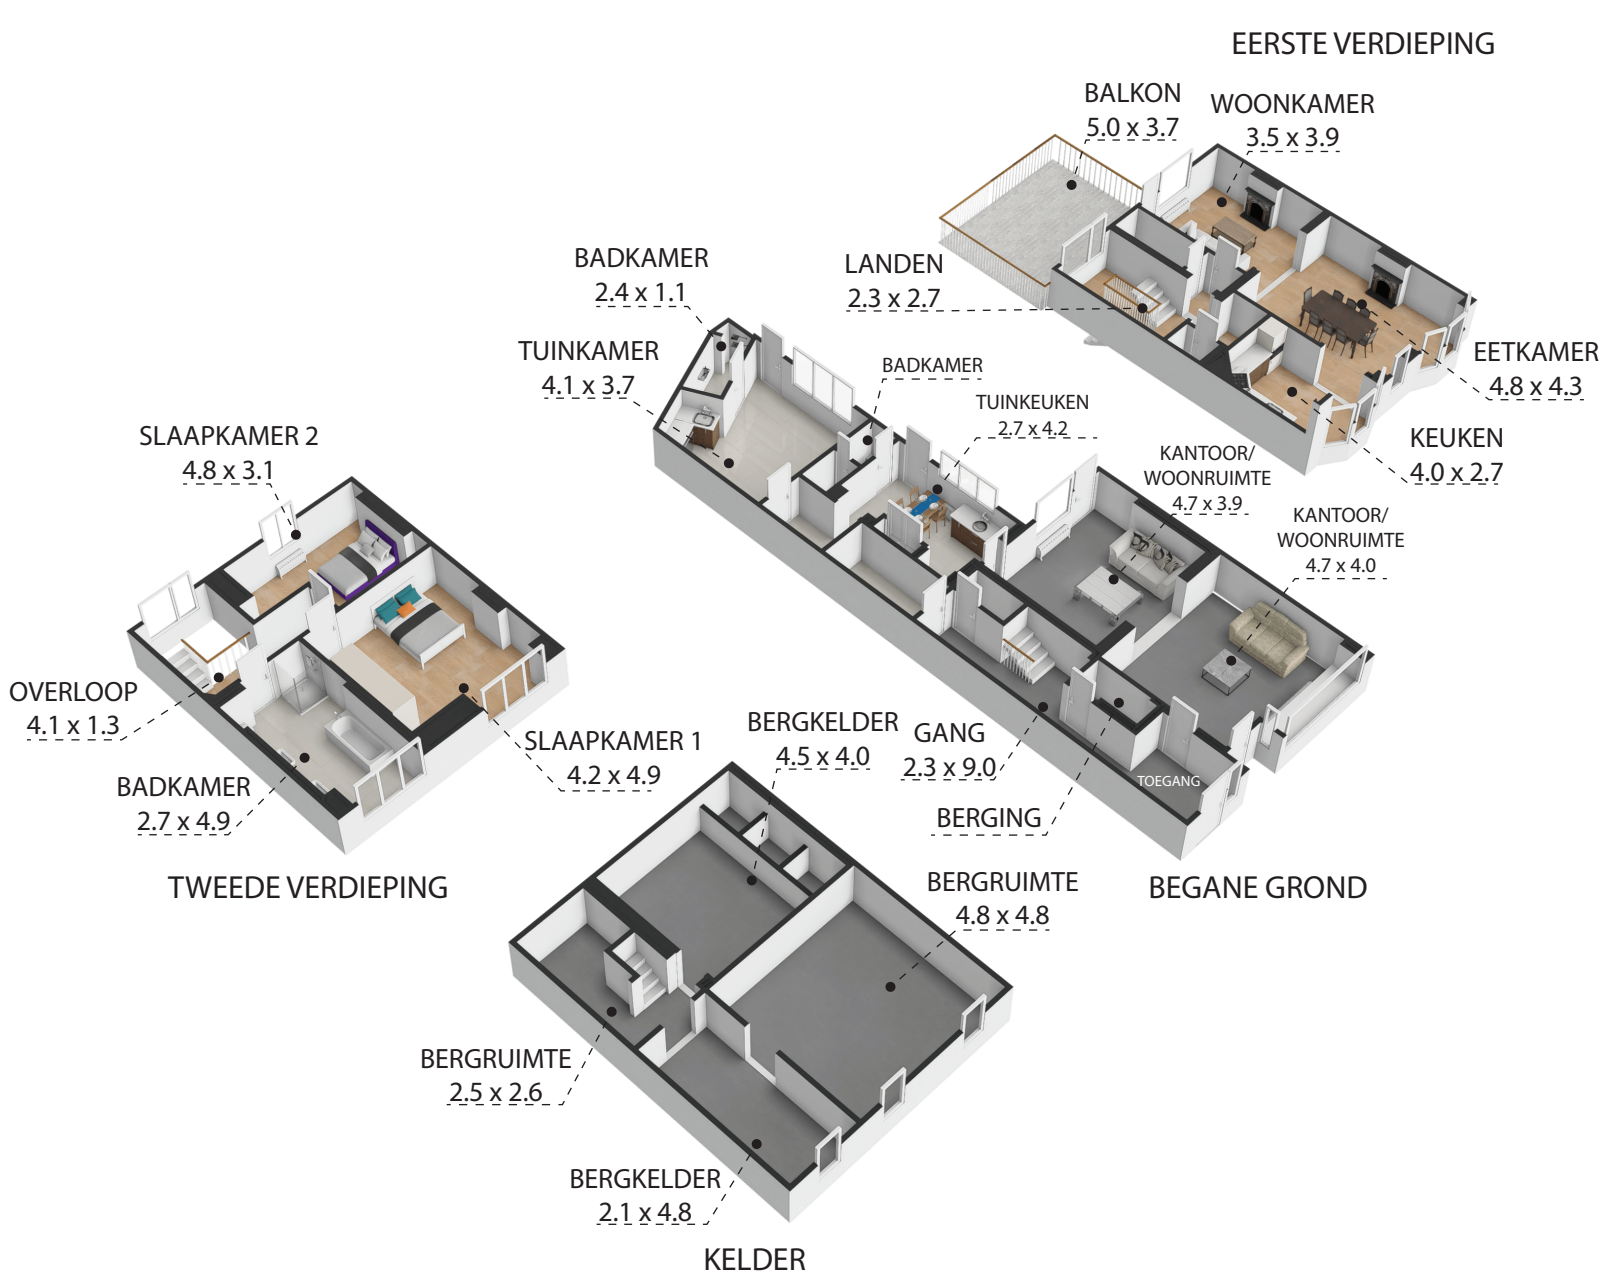 EERSTE VERDIEPING
BALKON
5.0 x 3.7
WOONKAMER
3.5 x 3.9
LANDEN
2.3 x 2.7
EETKAMER
4.8 x 4.3
KEUKEN
4.0 x 2.7
BADKAMER
2.4 x 1.1
TUINKAMER
4.1 x 3.7
BADKAMER
TUINKEUKEN
2.7 x 4.2
KANTOOR/
WOONRUIMTE
4.7 x 3.9
KANTOOR/
WOONRUIMTE
4.7 x 4.0
GANG
2.3 x 9.0
TOEGANG
BERGING
BEGANE GROND
SLAAPKAMER 2
4.8 x 3.1
OVERLOOP
4.1 x 1.3
SLAAPKAMER 1
4.2 x 4.9
BADKAMER
2.7 x 4.9
TWEEDE VERDIEPING
BERGKELDER
4.5 x 4.0
BERGRUIMTE
4.8 x 4.8
BERGRUIMTE
2.5 x 2.6
BERGKELDER
2.1 x 4.8
KELDER